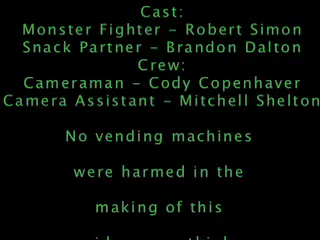 Cast:
Monster Fighter - Robert Simon
Snack Partner - Brandon Dalton
Crew:
Cameraman - Cody Copenhaver
Camera Assistant - Mitchell Shelton
No vending machines
were harmed in the
making of this